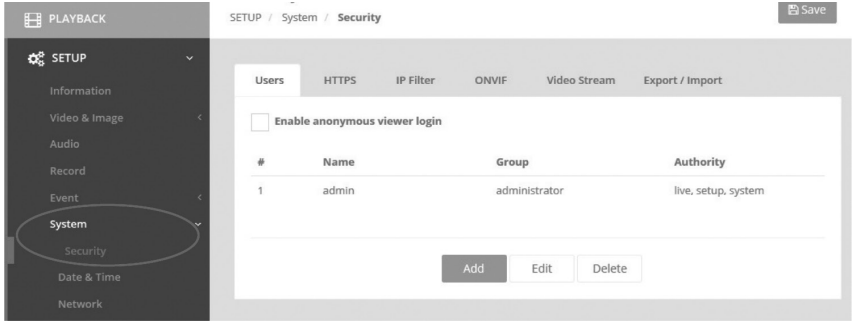 PLAYBACK
SETUP
Information
Video & Image
Audio
Record
Event
System
Security
Date & Time
Network
SETUP / System / Security
Save
Users HTTPS IP Filter ONVIF Video Stream Export / Import
Enable anonymous viewer login
# Name Group Authority
1 admin administrator live, setup, system
Add Edit Delete